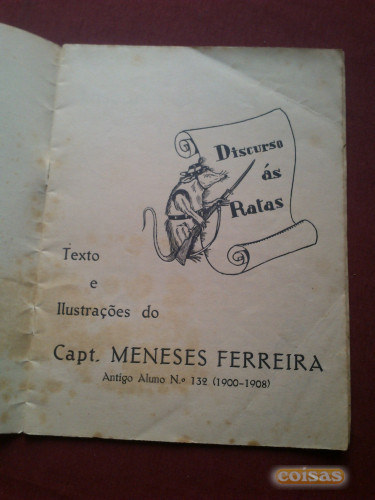 Discurso
ás
Ratas
Texto
e
Ilustrações do
Capt. MENESES FERREIRA
Antigo Aluno N.º 132 (1900-1908)
coisas